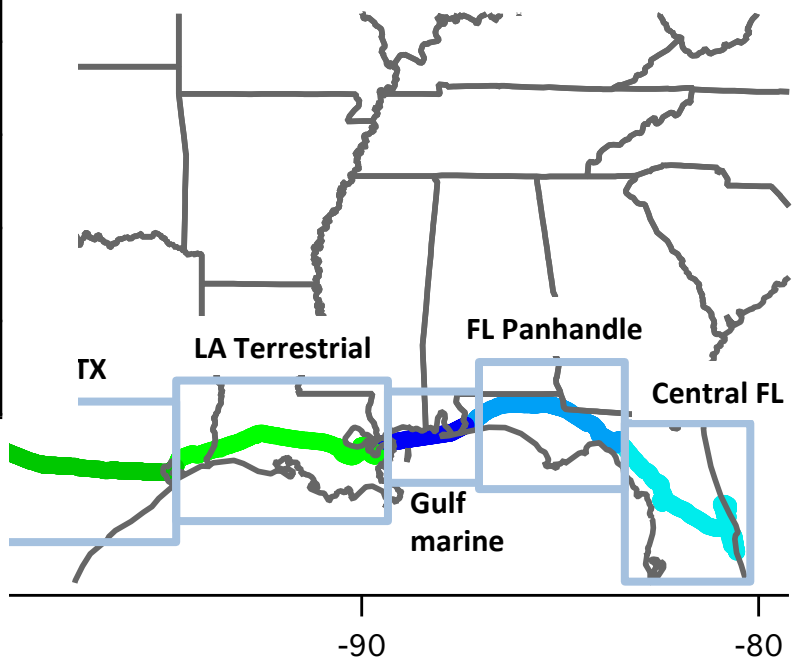 FL Panhandle
LA Terrestrial
TX
Central FL
Gulf
marine
-90
-80